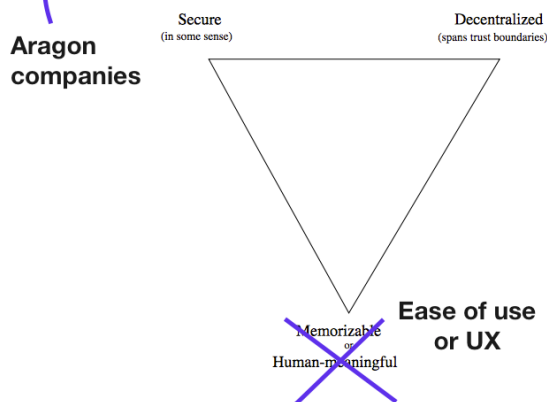 Secure
(in some sense)
Decentralized
(spans trust boundaries)
Aragon
companies
Ease of use
or UX
Memorizable
or
Human-meaningful